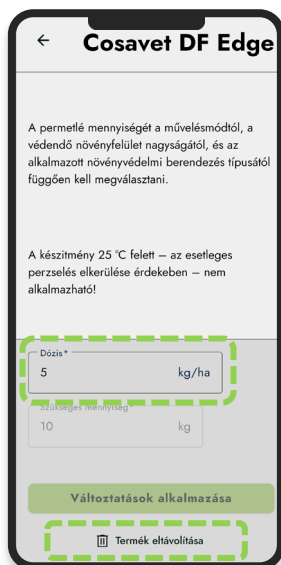 Cosavet DF Edge
A permetlé mennyiségét a művelésmódtól, a
védendő növényfelület nagyságától, és az
alkalmazott növényvédelmi berendezés típusától
függően kell megválasztani.
A készítmény 25 °C felett – az esetleges
perzselés elkerülése érdekeben – nem
alkalmazható!
Dózis*
5 kg/ha
Szükséges mennyiség*
10 kg
Változtatások alkalmazása
Termék eltávolítása